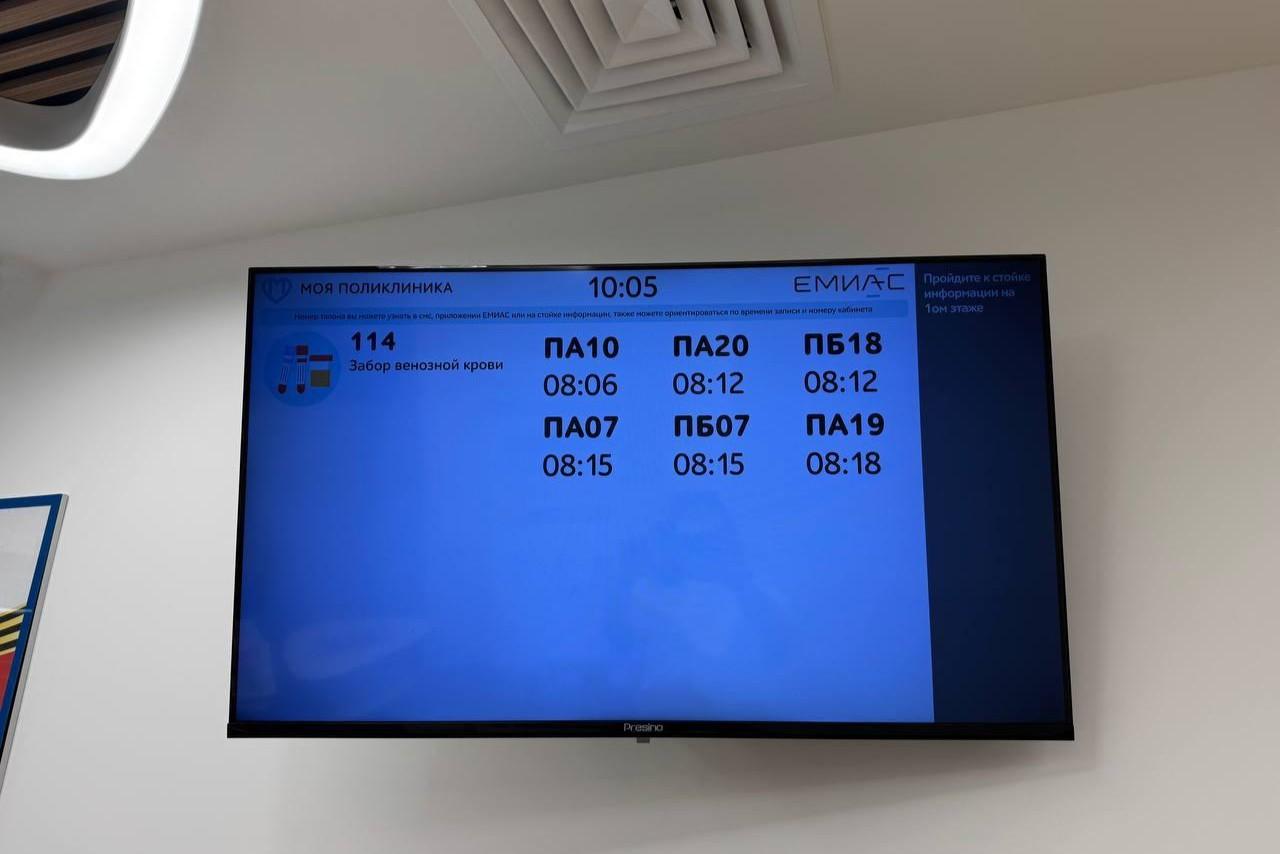 МОЯ ПОЛИКЛИНИКА 10:05 ЕМИАС
Номер талона вы можете узнать в смс, приложении ЕМИАС или на стойке информации, также можете ориентироваться по времени записи и номеру кабинета
114
Забор венозной крови
ПА10 ПА20 ПБ18
08:06 08:12 08:12
ПА07 ПБ07 ПА19
08:15 08:15 08:18
Пройдите к стойке
информации на
1ом этаже
Presino